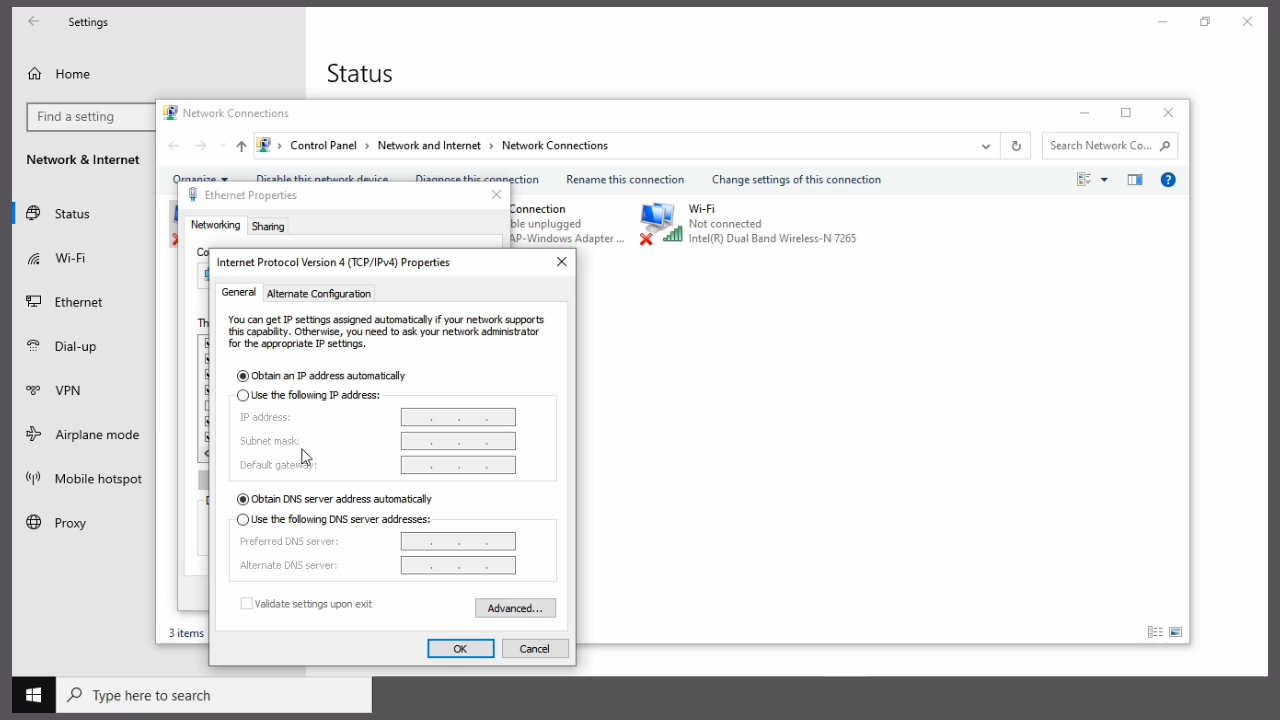 Settings
Home
Status
Find a setting
Network & Internet
Status
Wi-Fi
Ethernet
Dial-up
VPN
Airplane mode
Mobile hotspot
Proxy
Network Connections
Control Panel > Network and Internet > Network Connections
Search Network Co...
Organize Disable this network device Diagnose this connection Rename this connection Change settings of this connection
Connection
ble unplugged
AP-Windows Adapter ...
Wi-Fi
Not connected
Intel(R) Dual Band Wireless-N 7265
Ethernet Properties
Networking Sharing
Co
Th
Internet Protocol Version 4 (TCP/IPv4) Properties
General Alternate Configuration
You can get IP settings assigned automatically if your network supports
this capability. Otherwise, you need to ask your network administrator
for the appropriate IP settings.
Obtain an IP address automatically
Use the following IP address:
IP address: . . .
Subnet mask: . . .
Default gateway: . . .
Obtain DNS server address automatically
Use the following DNS server addresses:
Preferred DNS server: . . .
Alternate DNS server: . . .
Validate settings upon exit
Advanced...
OK Cancel
3 items
Type here to search